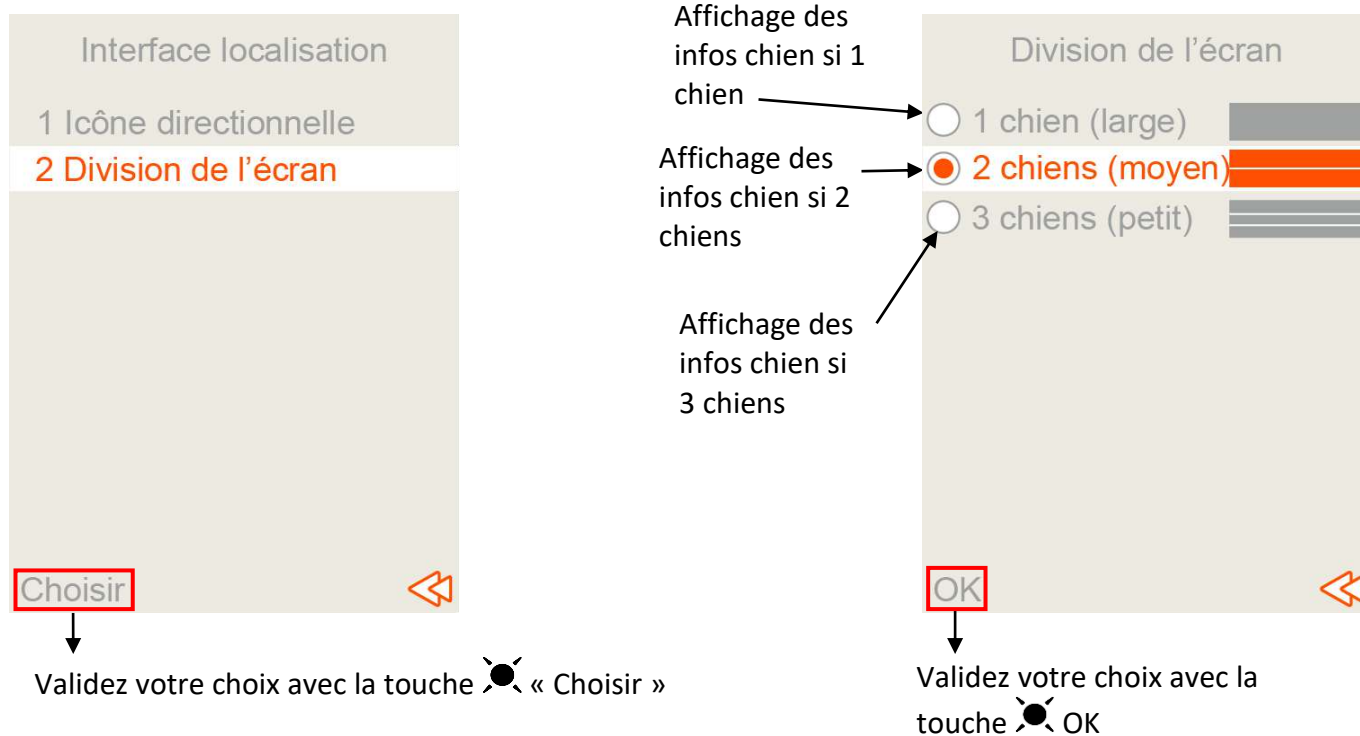 Interface localisation
1 Icône directionnelle
2 Division de l'écran
Choisir
Validez votre choix avec la touche « Choisir »
Affichage des
infos chien si 1
chien
Affichage des
infos chien si 2
chiens
Affichage des
infos chien si
3 chiens
Division de l'écran
1 chien (large)
2 chiens (moyen)
3 chiens (petit)
OK
Validez votre choix avec la
touche OK